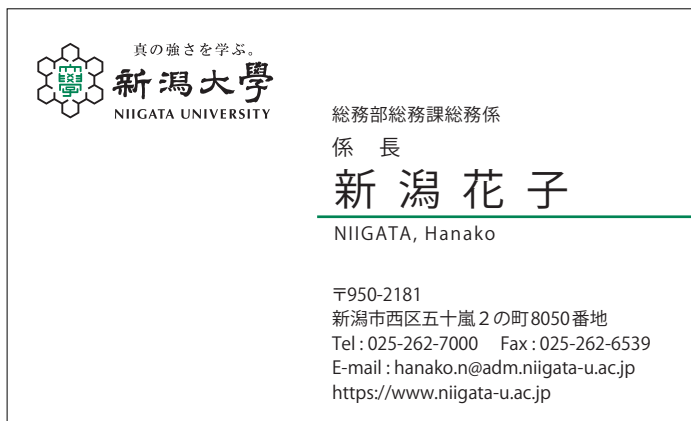 真の強さを学ぶ。
新潟大學
NIIGATA UNIVERSITY
総務部総務課総務係
係 長
新潟花子
NIIGATA, Hanako
〒950-2181
新潟市西区五十嵐2の町8050番地
Tel : 025-262-7000 Fax : 025-262-6539
E-mail : hanako.n@adm.niigata-u.ac.jp
https://www.niigata-u.ac.jp